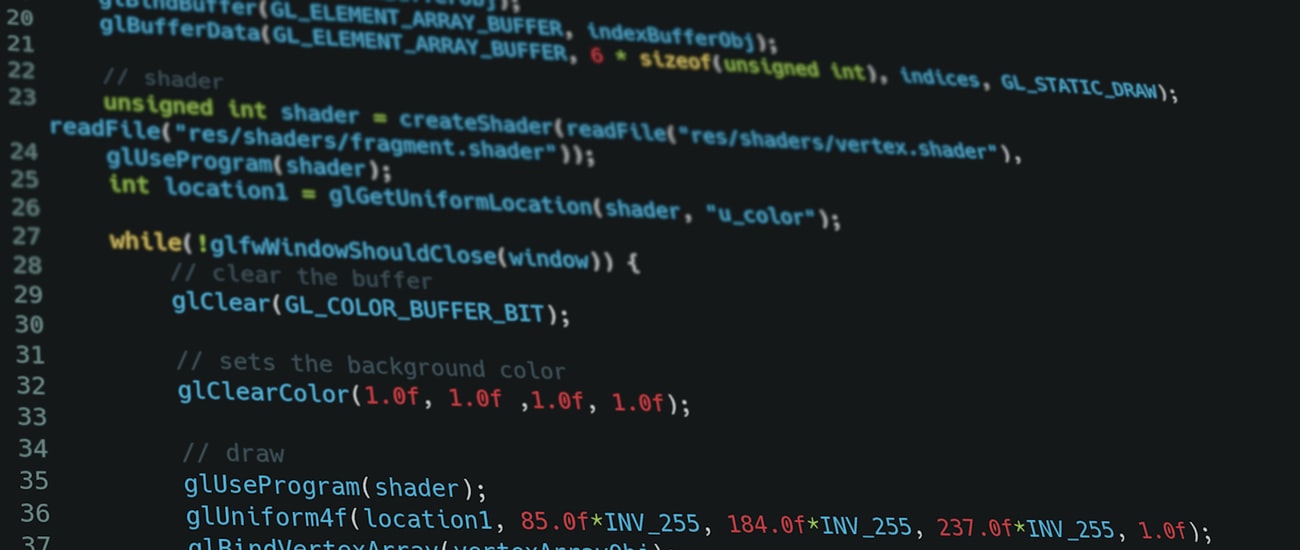 glBindBuffer(GL_ELEMENT_ARRAY_BUFFER, indexBufferObj);
20 glBufferData(GL_ELEMENT_ARRAY_BUFFER, 6 * sizeof(unsigned int), indices, GL_STATIC_DRAW);
21
22 // shader
23 unsigned int shader = createShader(readFile("res/shaders/vertex.shader"),
readFile("res/shaders/fragment.shader"));
24 glUseProgram(shader);
25 int location1 = glGetUniformLocation(shader, "u_color");
26
27 while(!glfwWindowShouldClose(window)) {
28 // clear the buffer
29 glClear(GL_COLOR_BUFFER_BIT);
30
31 // sets the background color
32 glClearColor(1.0f, 1.0f ,1.0f, 1.0f);
33
34 // draw
35 glUseProgram(shader);
36 glUniform4f(location1, 85.0f*INV_255, 184.0f*INV_255, 237.0f*INV_255, 1.0f);
37 glBindVertexArray(vertexArrayObj)